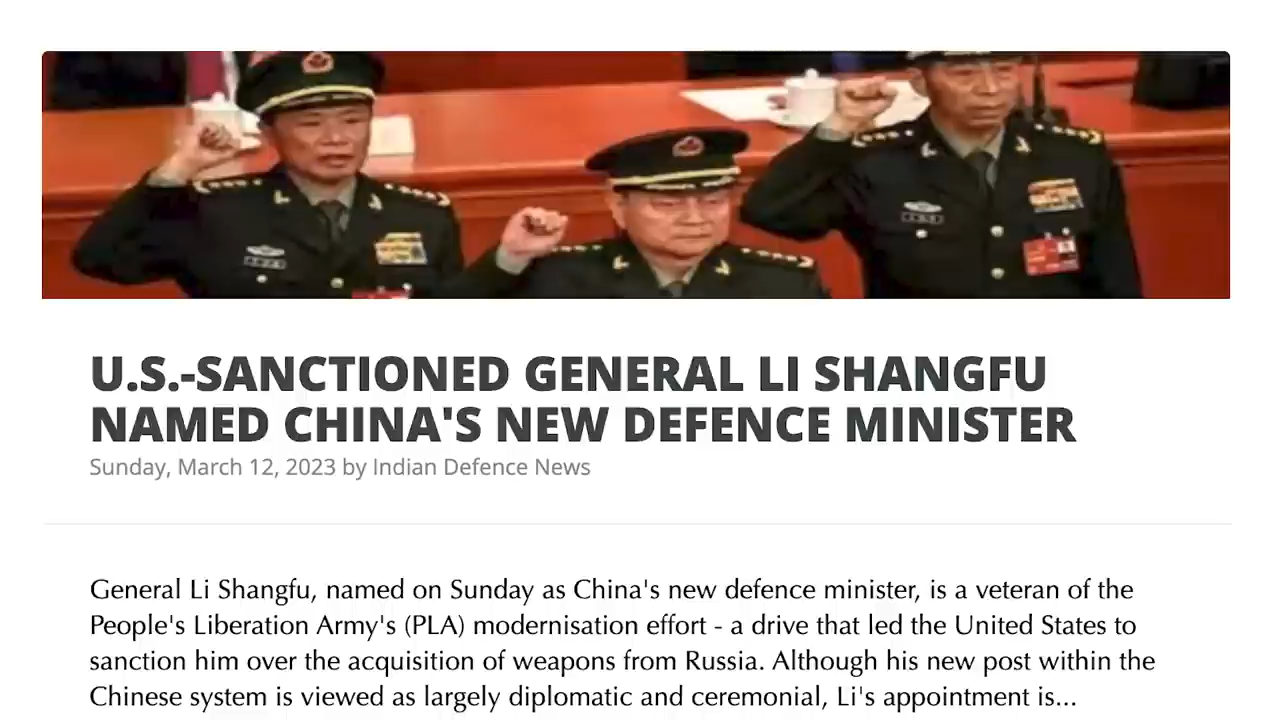 U.S.-SANCTIONED GENERAL LI SHANGFU
NAMED CHINA'S NEW DEFENCE MINISTER
Sunday, March 12, 2023 by Indian Defence News
General Li Shangfu, named on Sunday as China's new defence minister, is a veteran of the
People's Liberation Army's (PLA) modernisation effort - a drive that led the United States to
sanction him over the acquisition of weapons from Russia. Although his new post within the
Chinese system is viewed as largely diplomatic and ceremonial, Li's appointment is...